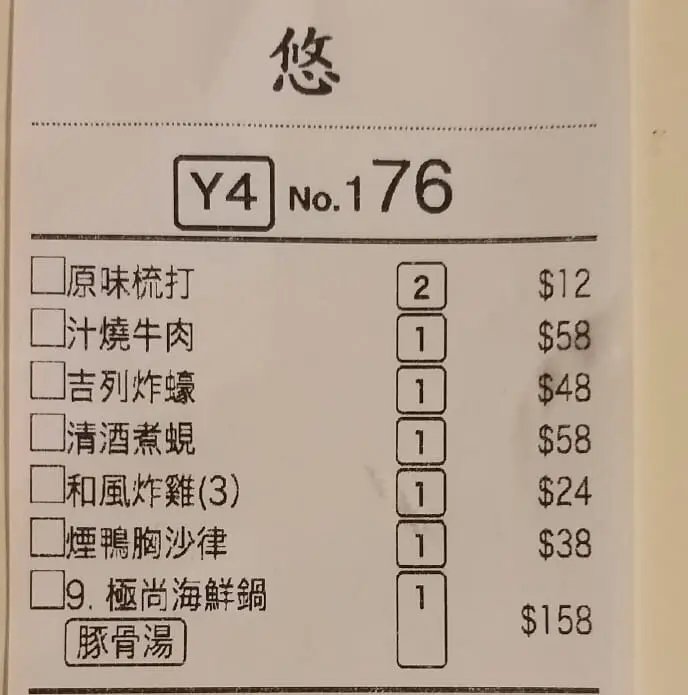 悠
Y4 No.176
原味梳打 2 $12
汁燒牛肉 1 $58
吉列炸蠔 1 $48
清酒煮蜆 1 $58
和風炸雞(3) 1 $24
煙鴨胸沙律 1 $38
9. 極尚海鮮鍋 1 $158
豚骨湯